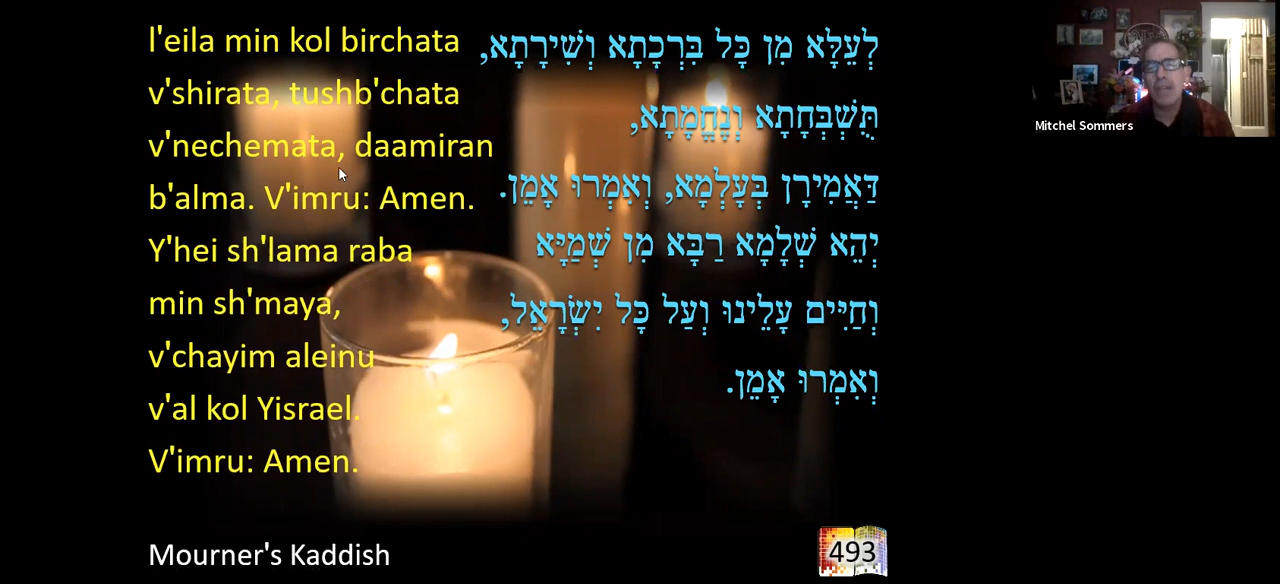 l'eila min kol birchata
v'shirata, tushb'chata
v'nechemata, daamiran
b'alma. V'imru: Amen.
Y'hei sh'lama raba
min sh'maya,
v'chayim aleinu
v'al kol Yisrael.
V'imru: Amen.
לְעֵלָּא מִן כָּל בִּרְכָתָא וְשִׁירָתָא,
תֻּשְׁבְּחָתָא וְנֶחֱמָתָא,
דַּאֲמִירָן בְּעָלְמָא, וְאִמְרוּ אָמֵן.
יְהֵא שְׁלָמָא רַבָּא מִן שְׁמַיָּא
וְחַיִּים עָלֵינוּ וְעַל כָּל יִשְׂרָאֵל,
וְאִמְרוּ אָמֵן.
Mourner's Kaddish
493
Mitchel Sommers